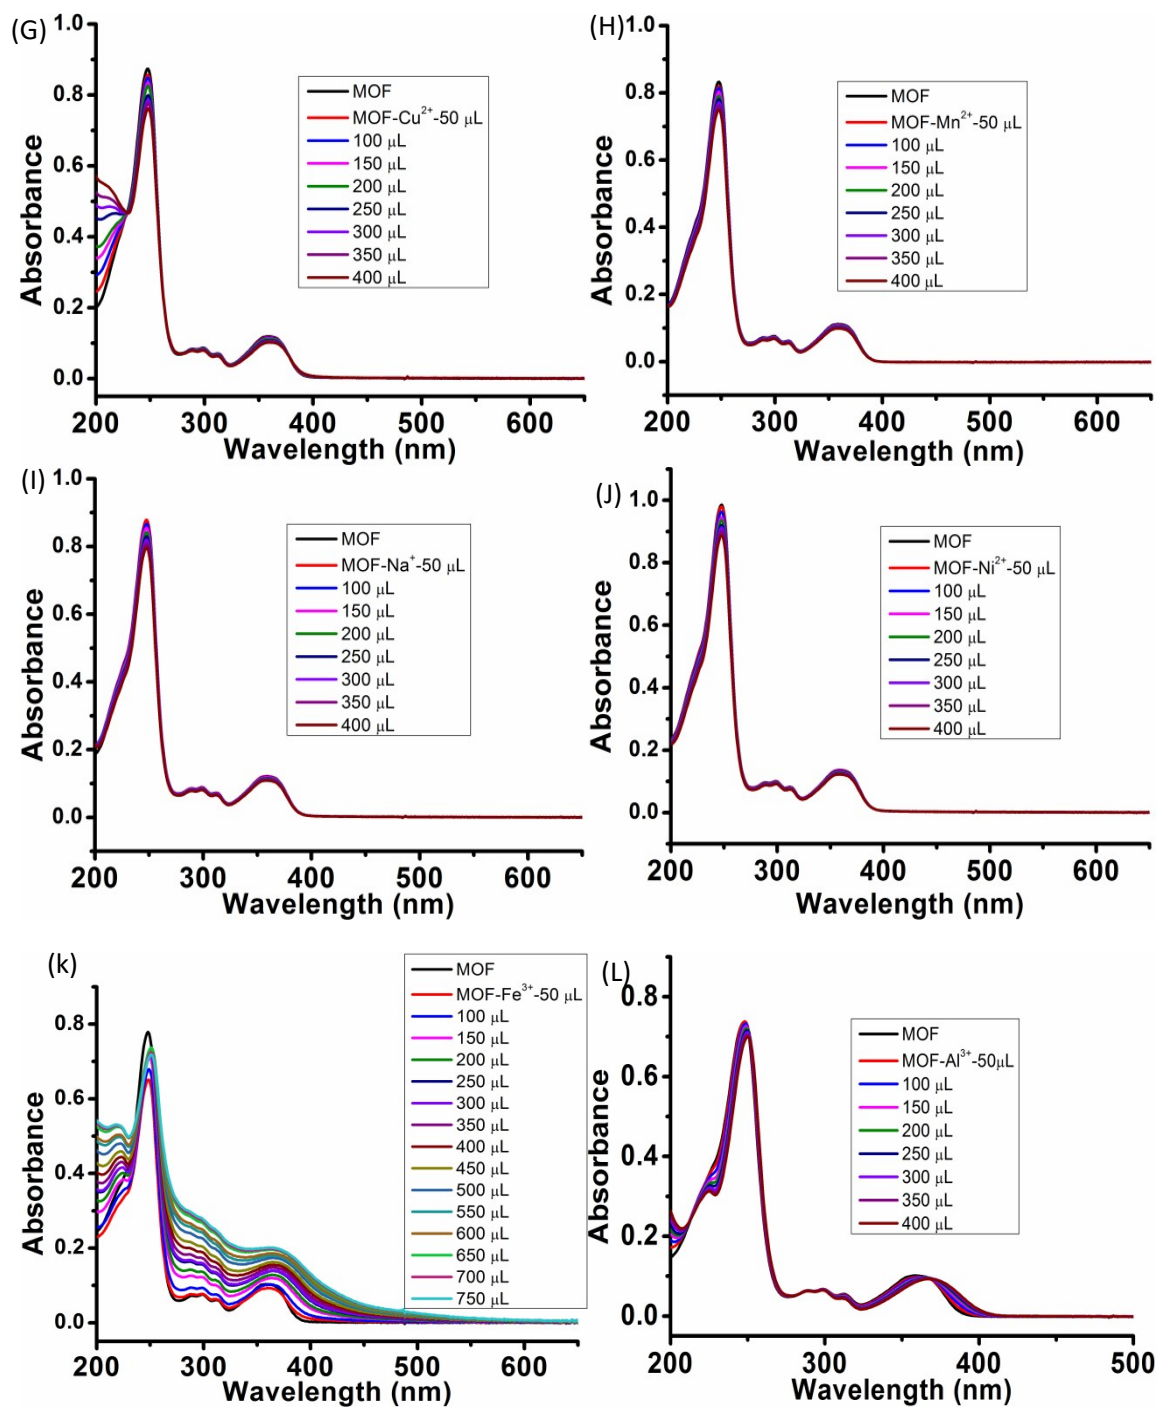 (G)
1.0
0.8
0.6
0.4
0.2
0.0
Absorbance
200 300 400 500 600
Wavelength (nm)
MOF
MOF-Cu²⁺-50 μL
100 μL
150 μL
200 μL
250 μL
300 μL
350 μL
400 μL
(H)
1.0
0.8
0.6
0.4
0.2
0.0
Absorbance
200 300 400 500 600
Wavelength (nm)
MOF
MOF-Mn²⁺-50 μL
100 μL
150 μL
200 μL
250 μL
300 μL
350 μL
400 μL
(I)
1.0
0.8
0.6
0.4
0.2
0.0
Absorbance
200 300 400 500 600
Wavelength (nm)
MOF
MOF-Na⁺-50 μL
100 μL
150 μL
200 μL
250 μL
300 μL
350 μL
400 μL
(J)
1.0
0.8
0.6
0.4
0.2
0.0
Absorbance
200 300 400 500 600
Wavelength (nm)
MOF
MOF-Ni²⁺-50 μL
100 μL
150 μL
200 μL
250 μL
300 μL
350 μL
400 μL
(k)
0.8
0.6
0.4
0.2
0.0
Absorbance
200 300 400 500 600
Wavelength (nm)
MOF
MOF-Fe³⁺-50 μL
100 μL
150 μL
200 μL
250 μL
300 μL
350 μL
400 μL
450 μL
500 μL
550 μL
600 μL
650 μL
700 μL
750 μL
(L)
0.8
0.6
0.4
0.2
0.0
Absorbance
200 300 400 500
Wavelength (nm)
MOF
MOF-Al³⁺-50μL
100 μL
150 μL
200 μL
250 μL
300 μL
350 μL
400 μL